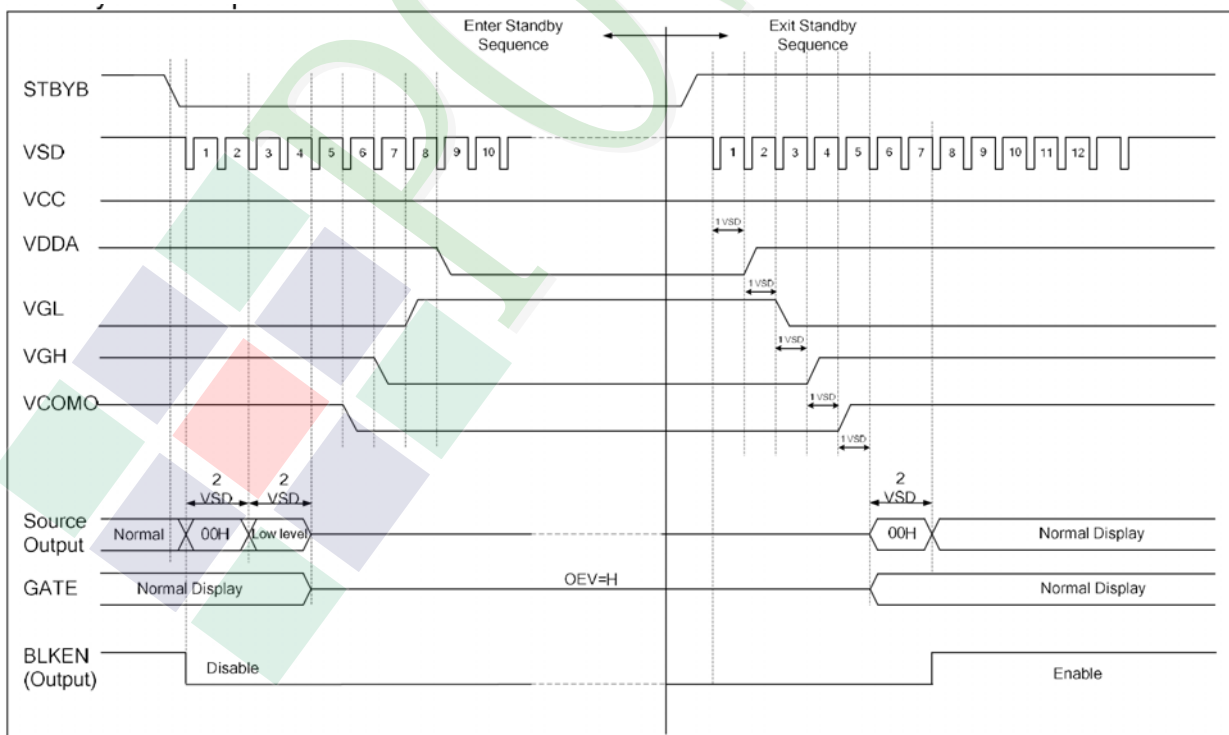 Enter Standby
Sequence
Exit Standby
Sequence
STBYB
VSD
1 2 3 4 5 6 7 8 9 10
1 2 3 4 5 6 7 8 9 10 11 12
VCC
1 VSD
VDDA
1 VSD
VGL
1 VSD
VGH
1 VSD
VCOMO
1 VSD
2
VSD
2
VSD
2
VSD
Source
Output
Normal
00H
Low level
00H
Normal Display
GATE
Normal Display
OEV=H
Normal Display
BLKEN
(Output)
Disable
Enable